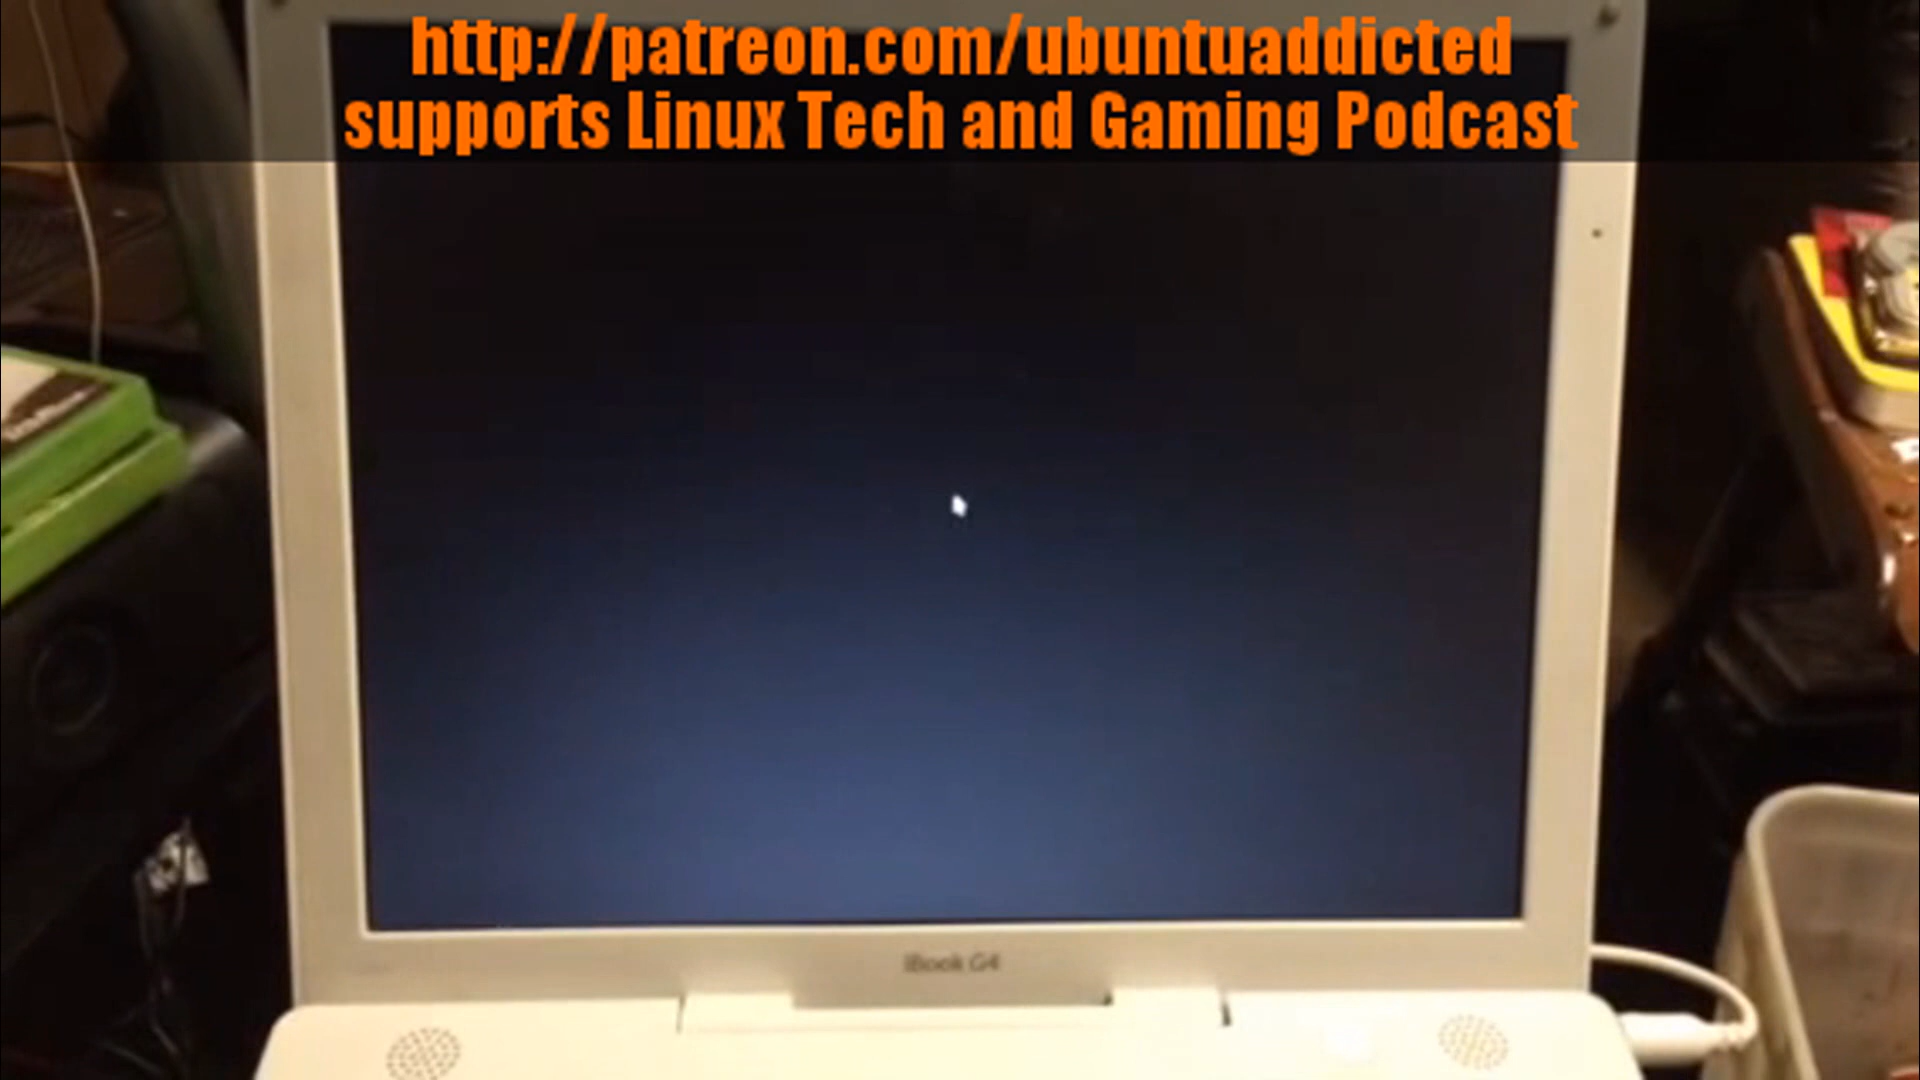 http://patreon.com/ubuntuaddicted
supports Linux Tech and Gaming Podcast
iBook G4